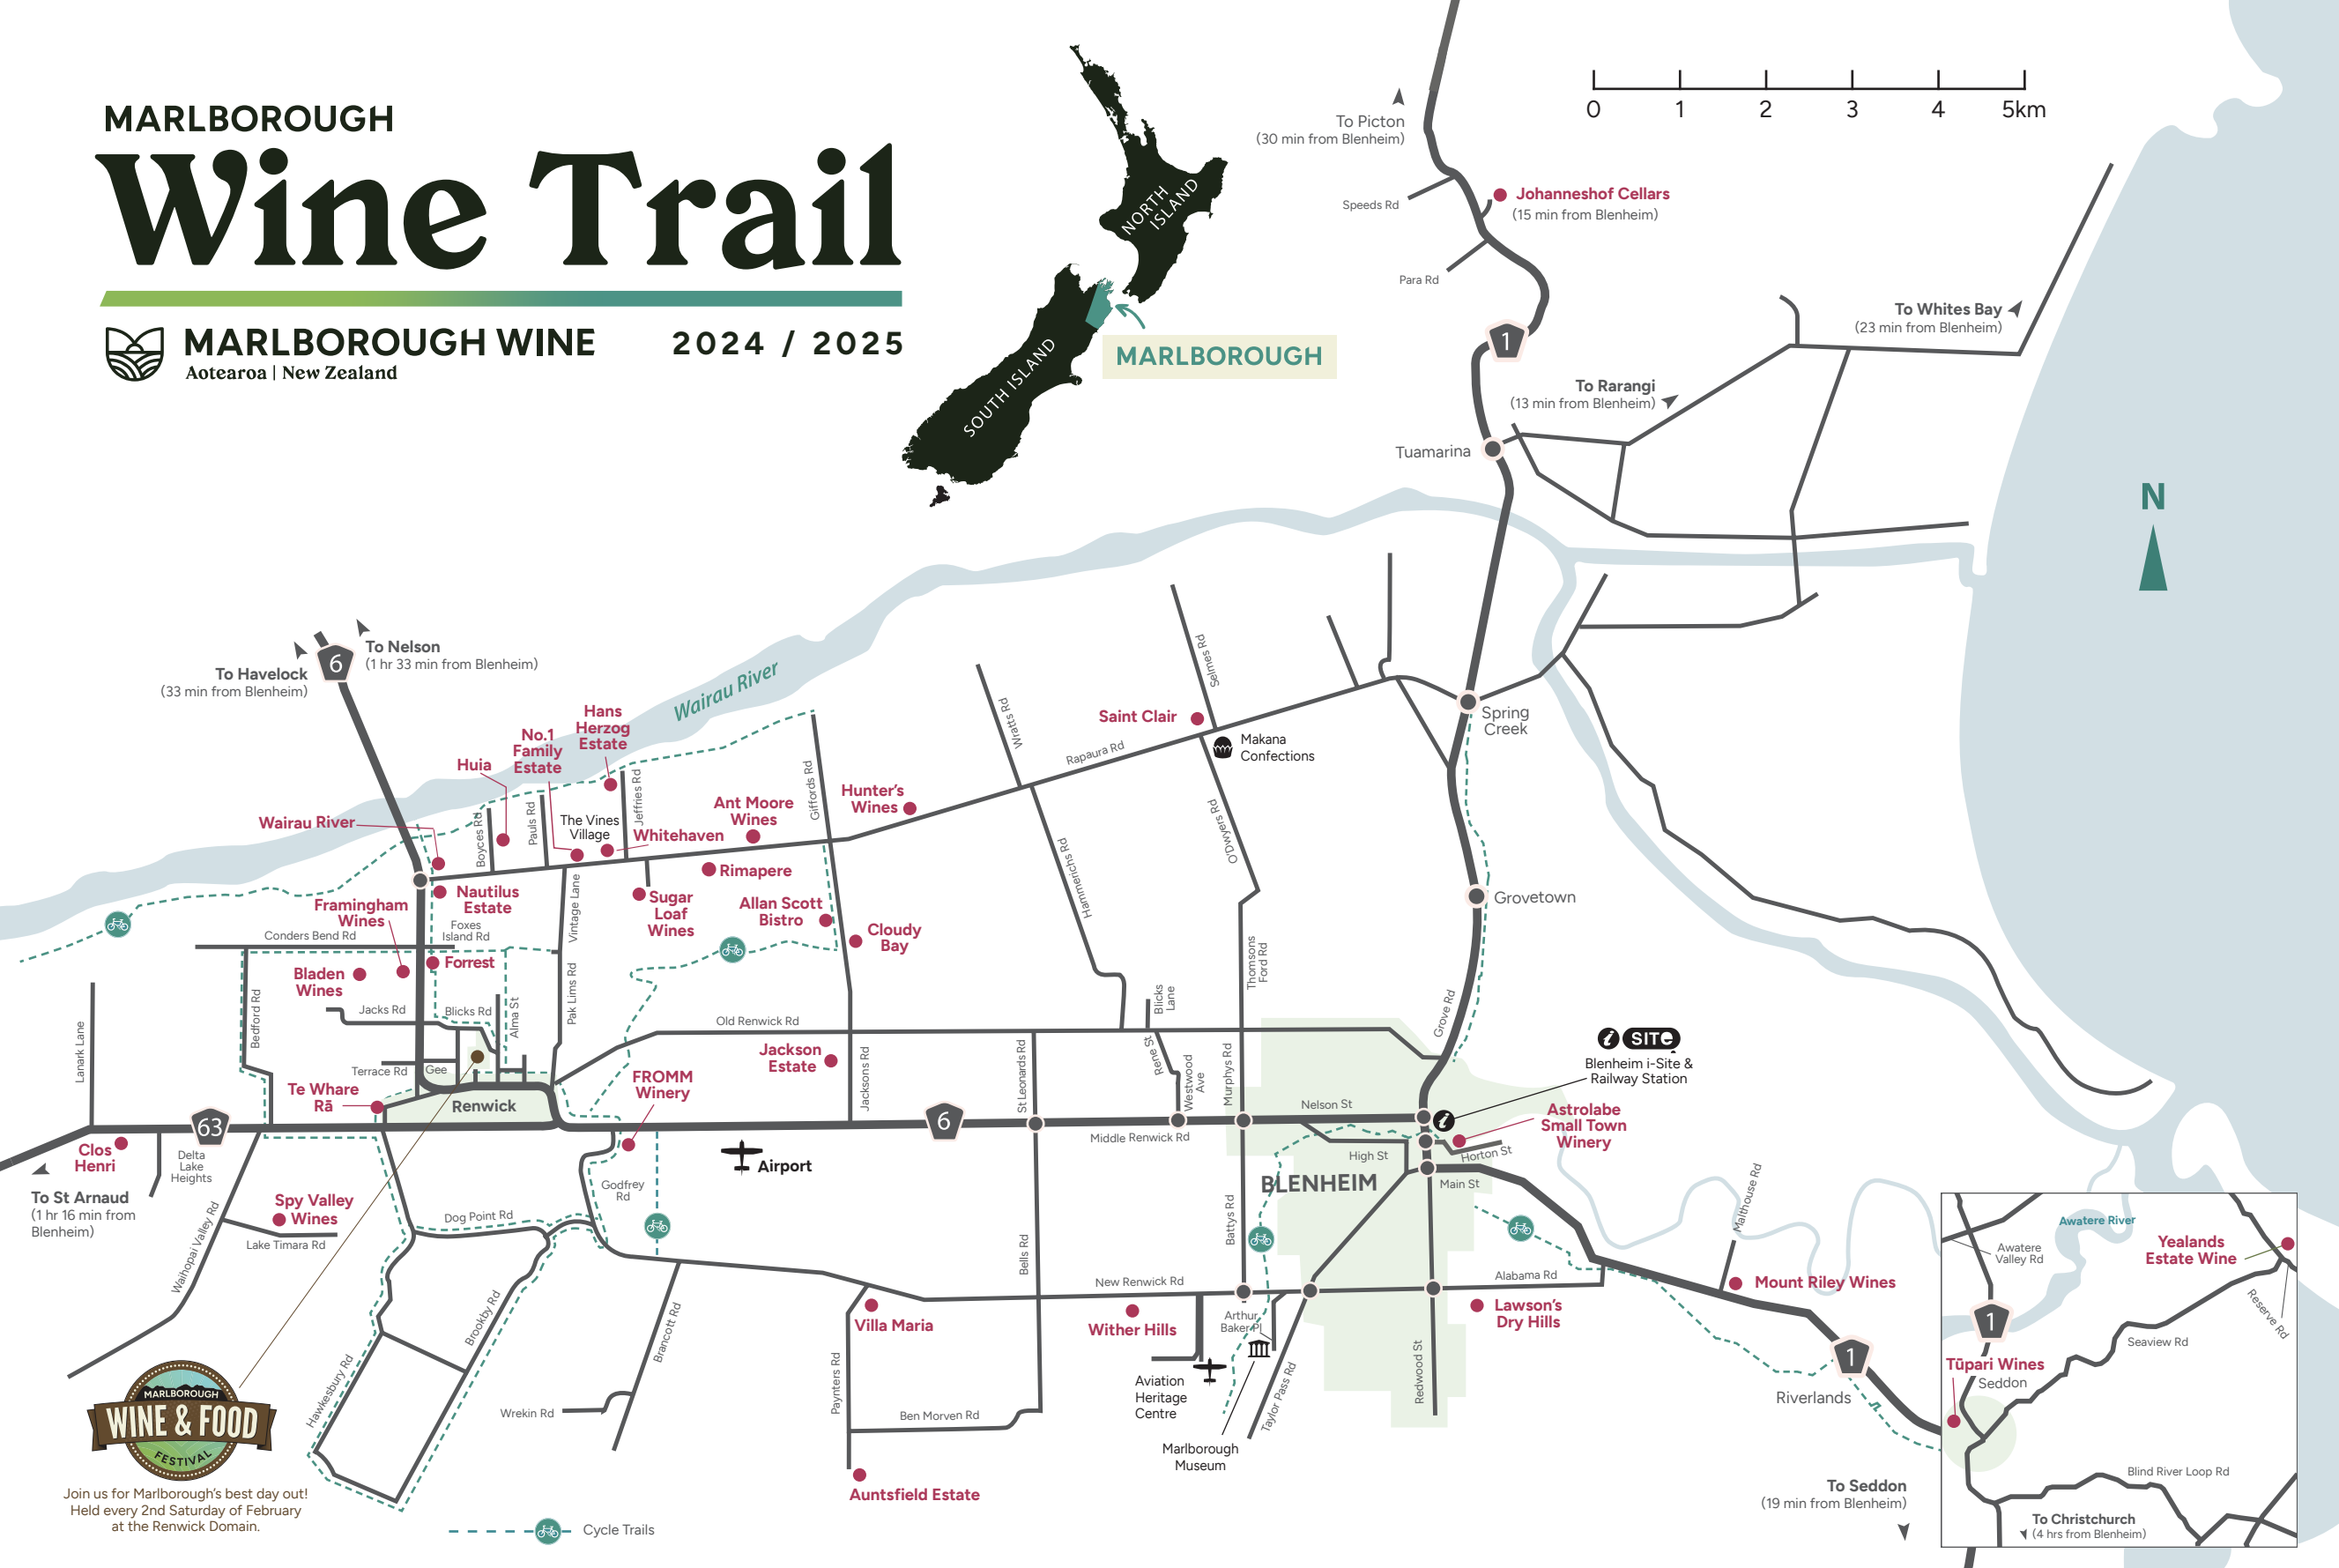 MARLBOROUGH
Wine Trail
MARLBOROUGH WINE
Aotearoa | New Zealand
2024 / 2025
NORTH
ISLAND
SOUTH ISLAND
MARLBOROUGH
0 1 2 3 4 5km
To Picton
(30 min from Blenheim)
Speeds Rd
Johanneshof Cellars
(15 min from Blenheim)
Para Rd
1
To Whites Bay
(23 min from Blenheim)
To Rarangi
(13 min from Blenheim)
Tuamarina
N
To Nelson
(1 hr 33 min from Blenheim)
6
To Havelock
(33 min from Blenheim)
Wairau River
Hans
Herzog
Estate
No.1
Family
Estate
Huia
Wairau River
Boyces Rd
Pauls Rd
The Vines
Village
Jeffries Rd
Whitehaven
Ant Moore
Wines
Giffords Rd
Hunter's
Wines
Wratts Rd
Rapaura Rd
Selmes Rd
Saint Clair
Makana
Confections
Spring
Creek
O'Dwyers Rd
Hammerichs Rd
Grovetown
Nautilus
Estate
Framingham
Wines
Foxes
Island Rd
Conders Bend Rd
Vintage Lane
Rimapere
Sugar
Loaf
Wines
Allan Scott
Bistro
Cloudy
Bay
Forrest
Bladen
Wines
Jacks Rd
Blicks Rd
Alma St
Pak Lims Rd
Bedford Rd
Lanark Lane
Terrace Rd
Gee
Te Whare
Rā
Renwick
Old Renwick Rd
Jackson
Estate
Jacksons Rd
FROMM
Winery
St Leonards Rd
Blicks
Lane
Rene St
Westwood
Ave
Murphys Rd
Thomsons
Ford Rd
Grove Rd
i SITE
Blenheim i-Site &
Railway Station
Nelson St
i
Astrolabe
Small Town
Winery
63
6
Middle Renwick Rd
High St
Horton St
Main St
BLENHEIM
Clos
Henri
Delta
Lake
Heights
To St Arnaud
(1 hr 16 min from
Blenheim)
Spy Valley
Wines
Lake Timara Rd
Waihopai Valley Rd
Dog Point Rd
Godfrey
Rd
Airport
Brookby Rd
Hawkesbury Rd
Brancott Rd
Wrekin Rd
Bells Rd
Battys Rd
New Renwick Rd
Alabama Rd
Villa Maria
Wither Hills
Arthur
Baker Pl
Lawson's
Dry Hills
Malthouse Rd
Mount Riley Wines
1
Riverlands
Paynters Rd
Ben Morven Rd
Auntsfield Estate
Aviation
Heritage
Centre
Marlborough
Museum
Taylor Pass Rd
Redwood St
Awatere River
Awatere
Valley Rd
Yealands
Estate Wine
Reserve Rd
1
Seaview Rd
Tūpari Wines
Seddon
Blind River Loop Rd
To Christchurch
(4 hrs from Blenheim)
To Seddon
(19 min from Blenheim)
MARLBOROUGH
WINE & FOOD
FESTIVAL
Join us for Marlborough's best day out!
Held every 2nd Saturday of February
at the Renwick Domain.
Cycle Trails